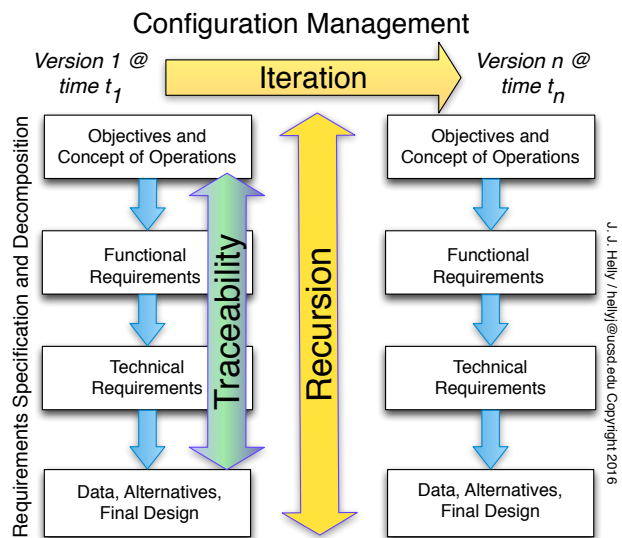 Configuration Management
Version 1 @
time t1
Iteration
Version n @
time tn
Requirements Specification and Decomposition
Objectives and
Concept of Operations
Functional
Requirements
Technical
Requirements
Data, Alternatives,
Final Design
Traceability
Recursion
Objectives and
Concept of Operations
Functional
Requirements
Technical
Requirements
Data, Alternatives,
Final Design
J. J. Helly / hellyj@ucsd.edu Copyright 2016